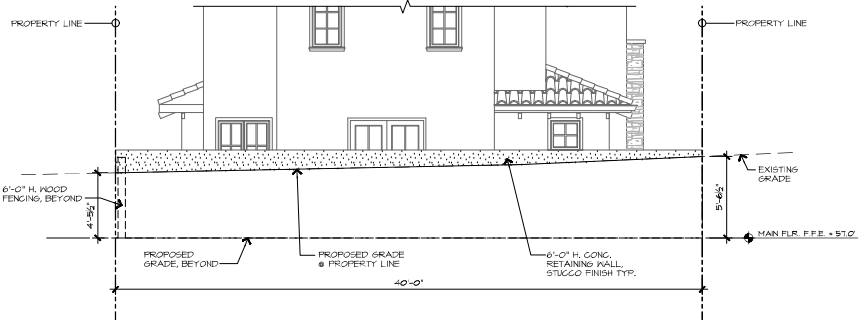 PROPERTY LINE
PROPERTY LINE
EXISTING
GRADE
6'-0" H. WOOD
FENCING, BEYOND
4'-5½"
5'-6½"
MAIN FLR. F.F.E. = 57.0'
PROPOSED
GRADE, BEYOND
PROPOSED GRADE
@ PROPERTY LINE
6'-0" H. CONC.
RETAINING WALL,
STUCCO FINISH TYP.
40'-0"